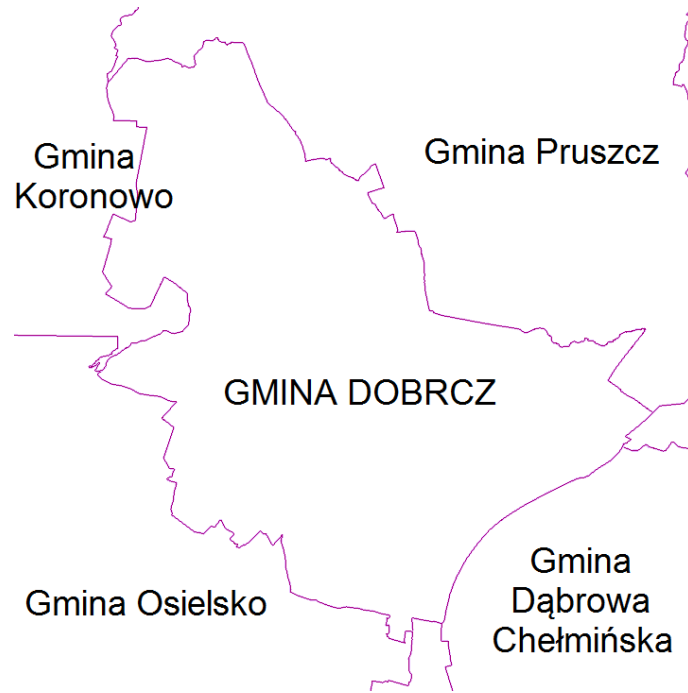 Gmina
Koronowo
Gmina Pruszcz
GMINA DOBRCZ
Gmina Osielsko
Gmina
Dąbrowa
Chełmińska